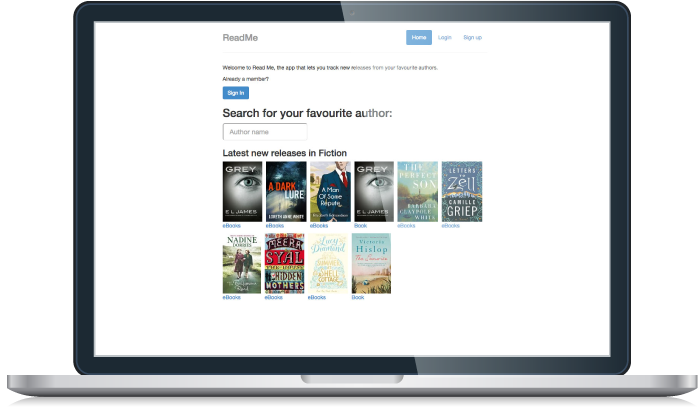 ReadMe
Home Login Sign up
Welcome to Read Me, the app that lets you track new releases from your favourite authors.
Already a member?
Sign In
Search for your favourite author:
Author name
Latest new releases in Fiction
GREY
E L JAMES
eBooks
A DARK
LURE
LORETH ANNE WHITE
eBooks
A Man
Of Some
Repute
eBooks
GREY
E L JAMES
Book
THE
PERFECT
SON
BARBARA
CLAYPOLE
WHITE
eBooks
LETTERS
to
Zell
CAMILLE
GRIEP
eBooks
NADINE
DORRIES
eBooks
MEERA
SYAL
THE HOUSE
HIDDEN
MOTHERS
eBooks
Lucy
Diamond
eBooks
Victoria
Hislop
The Sunrise
Book